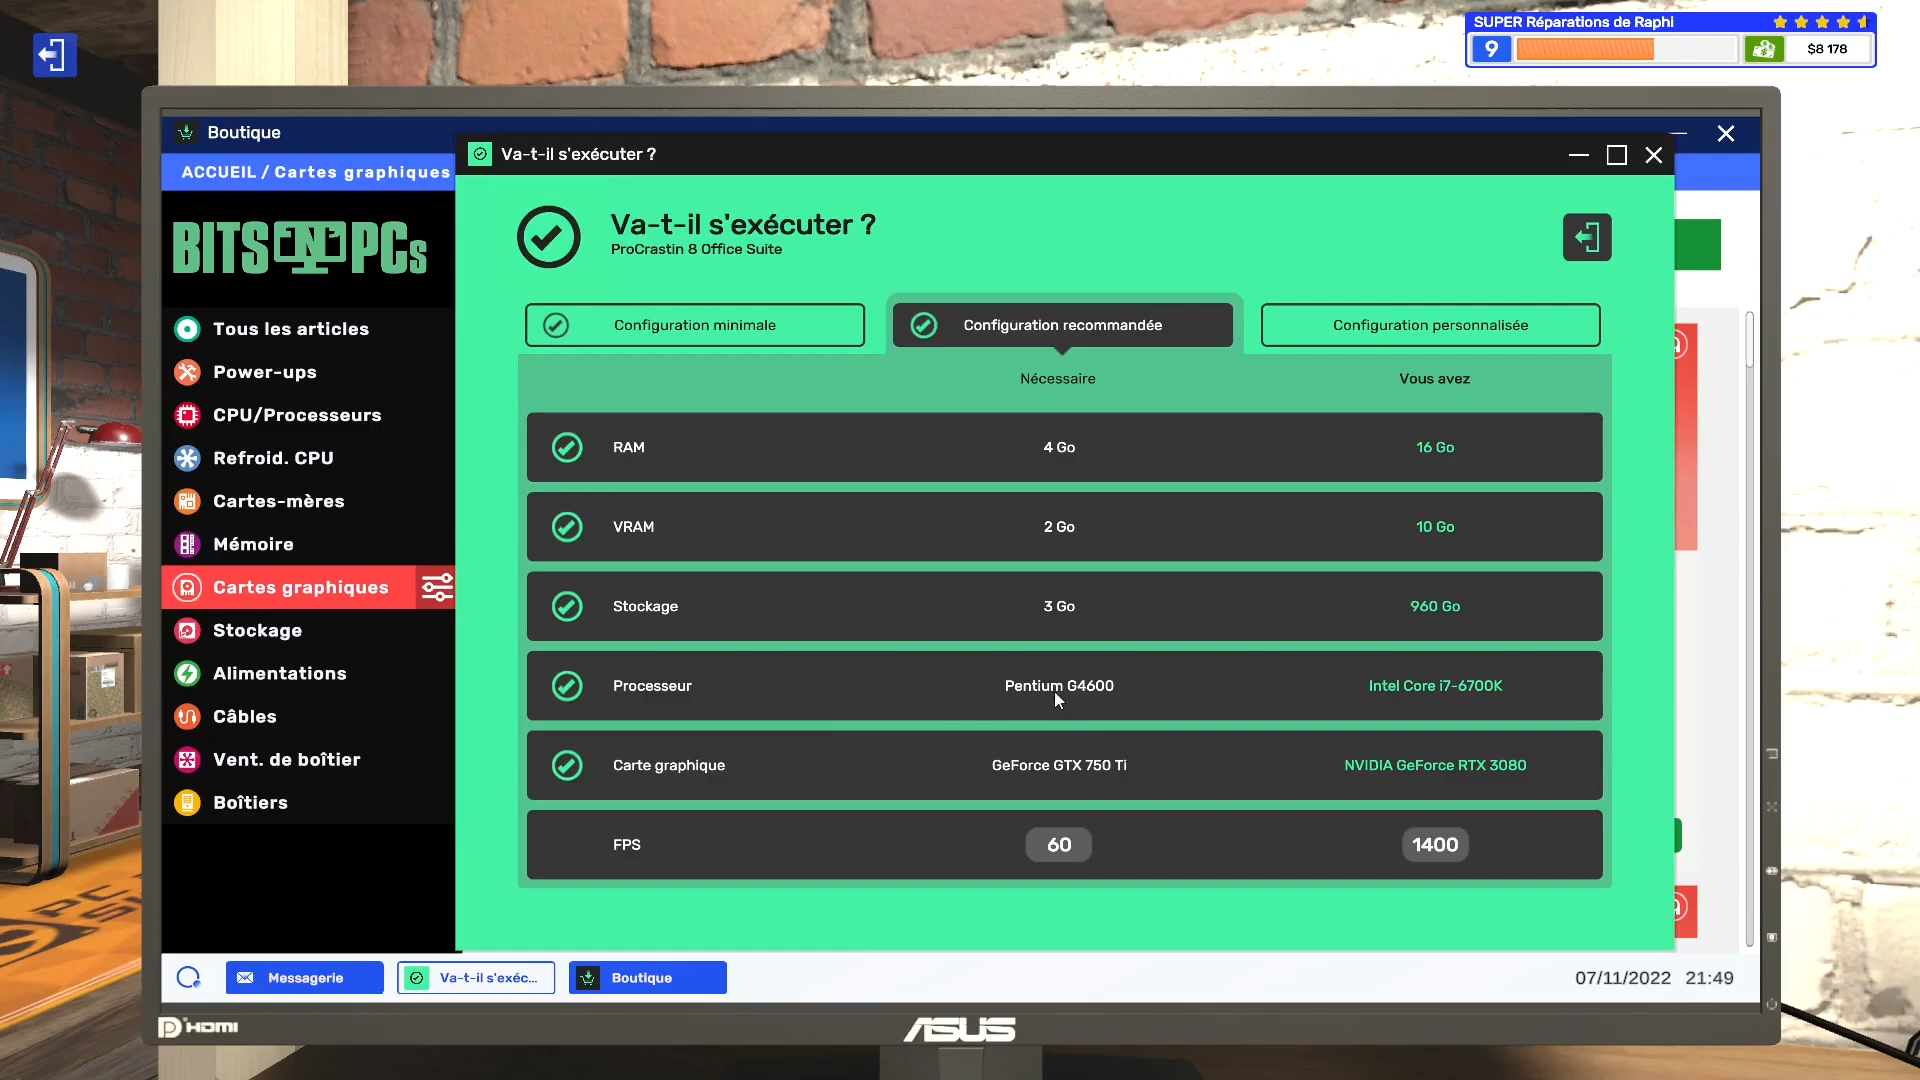 SUPER Réparations de Raphi
9
$8 178
Boutique
ACCUEIL / Cartes graphiques
BITS N PCs
Tous les articles
Power-ups
CPU/Processeurs
Refroid. CPU
Cartes-mères
Mémoire
Cartes graphiques
Stockage
Alimentations
Câbles
Vent. de boîtier
Boîtiers
Va-t-il s'exécuter ?
Va-t-il s'exécuter ?
ProCrastin 8 Office Suite
Configuration minimale
Configuration recommandée
Configuration personnalisée
Nécessaire
Vous avez
RAM
4 Go
16 Go
VRAM
2 Go
10 Go
Stockage
3 Go
960 Go
Processeur
Pentium G4600
Intel Core i7-6700K
Carte graphique
GeForce GTX 750 Ti
NVIDIA GeForce RTX 3080
FPS
60
1400
Messagerie
Va-t-il s'exéc...
Boutique
07/11/2022 21:49
HDMI
ASUS